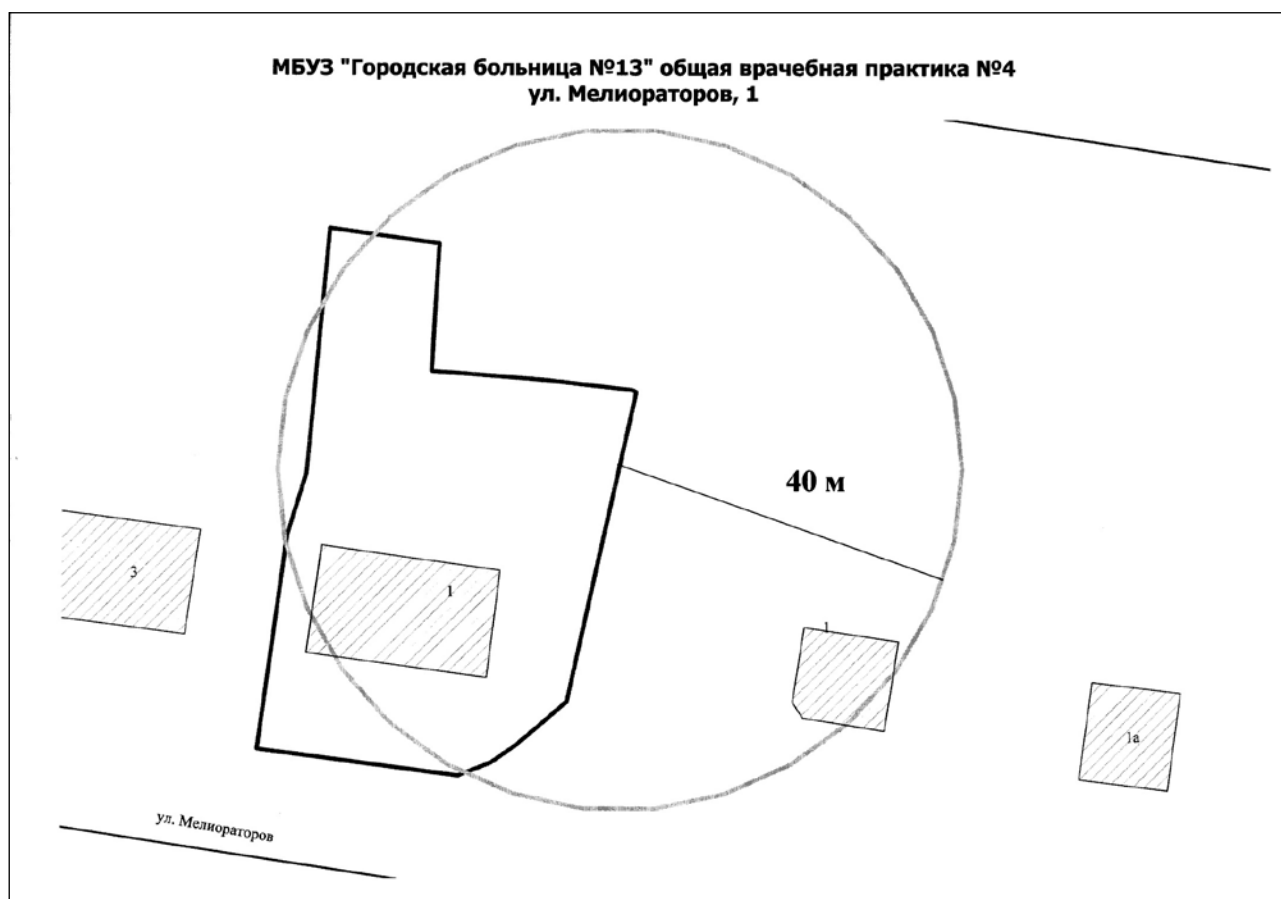 МБУЗ "Городская больница №13" общая врачебная практика №4
ул. Мелиораторов, 1
40 м
3
1
1
1а
ул. Мелиораторов